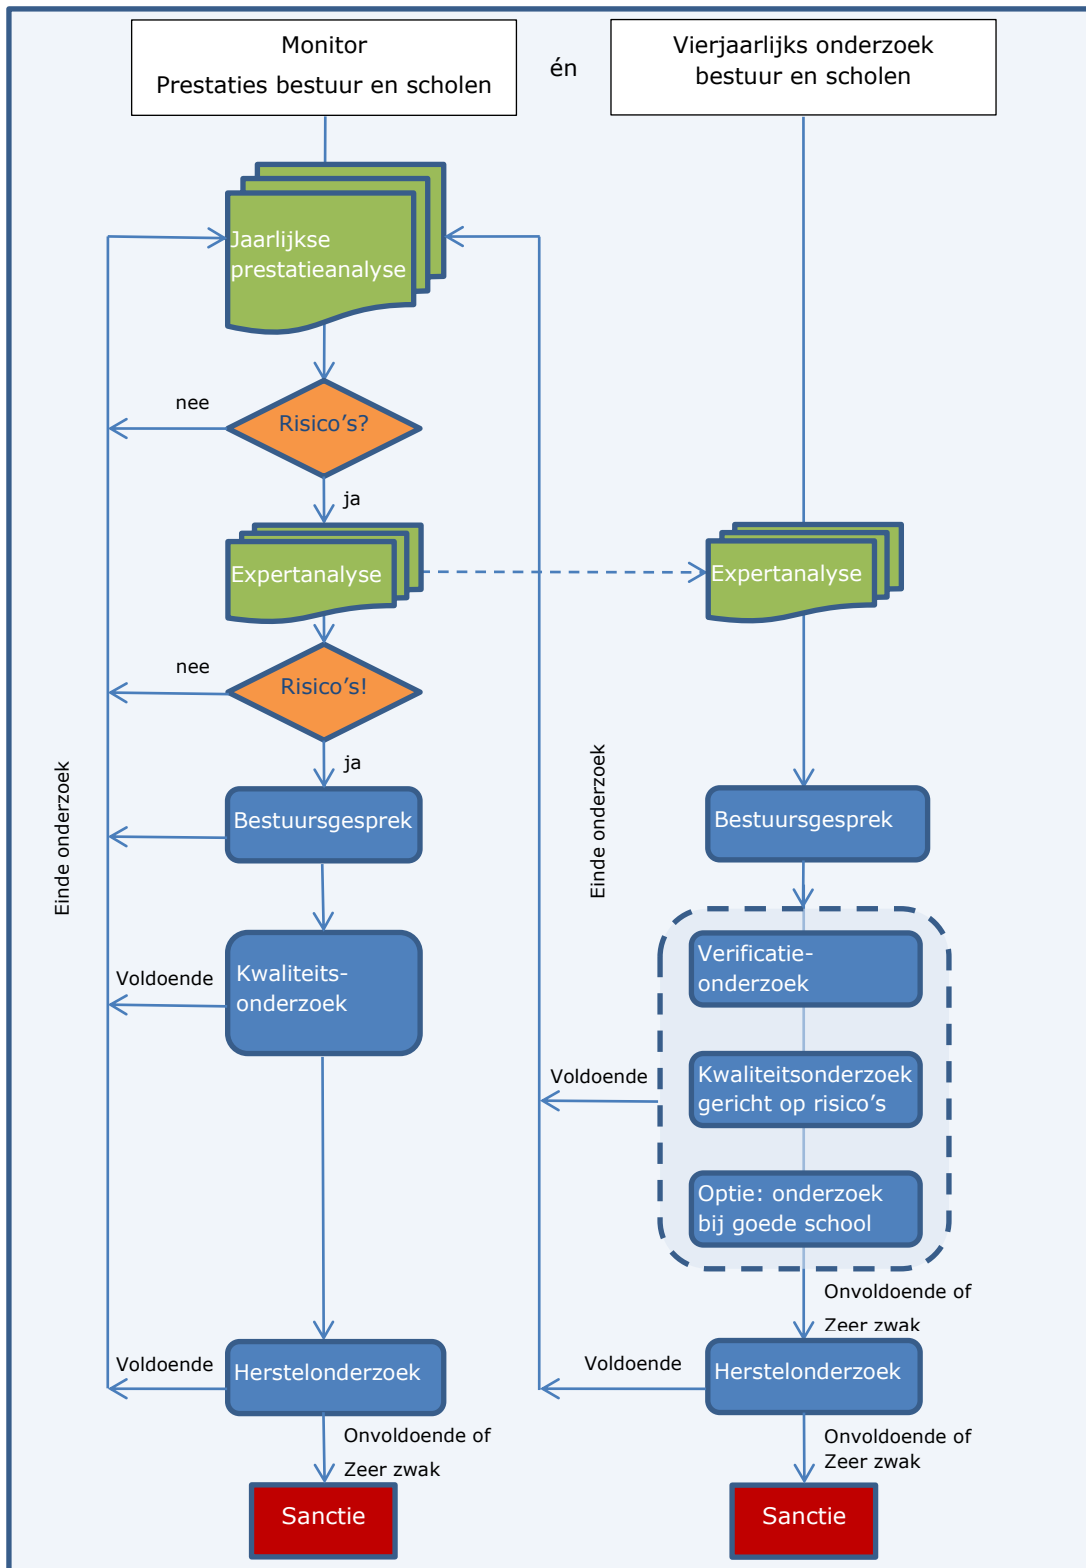 Monitor
Prestaties bestuur en scholen
én
Vierjaarlijks onderzoek
bestuur en scholen
Jaarlijkse
prestatieanalyse
nee
Risico's?
ja
Expertanalyse
Expertanalyse
nee
Risico's!
ja
Einde onderzoek
Einde onderzoek
Bestuursgesprek
Bestuursgesprek
Voldoende
Kwaliteits-
onderzoek
Verificatie-
onderzoek
Voldoende
Kwaliteitsonderzoek
gericht op risico's
Optie: onderzoek
bij goede school
Onvoldoende of
Zeer zwak
Voldoende
Herstelonderzoek
Voldoende
Herstelonderzoek
Onvoldoende of
Zeer zwak
Onvoldoende of
Zeer zwak
Sanctie
Sanctie